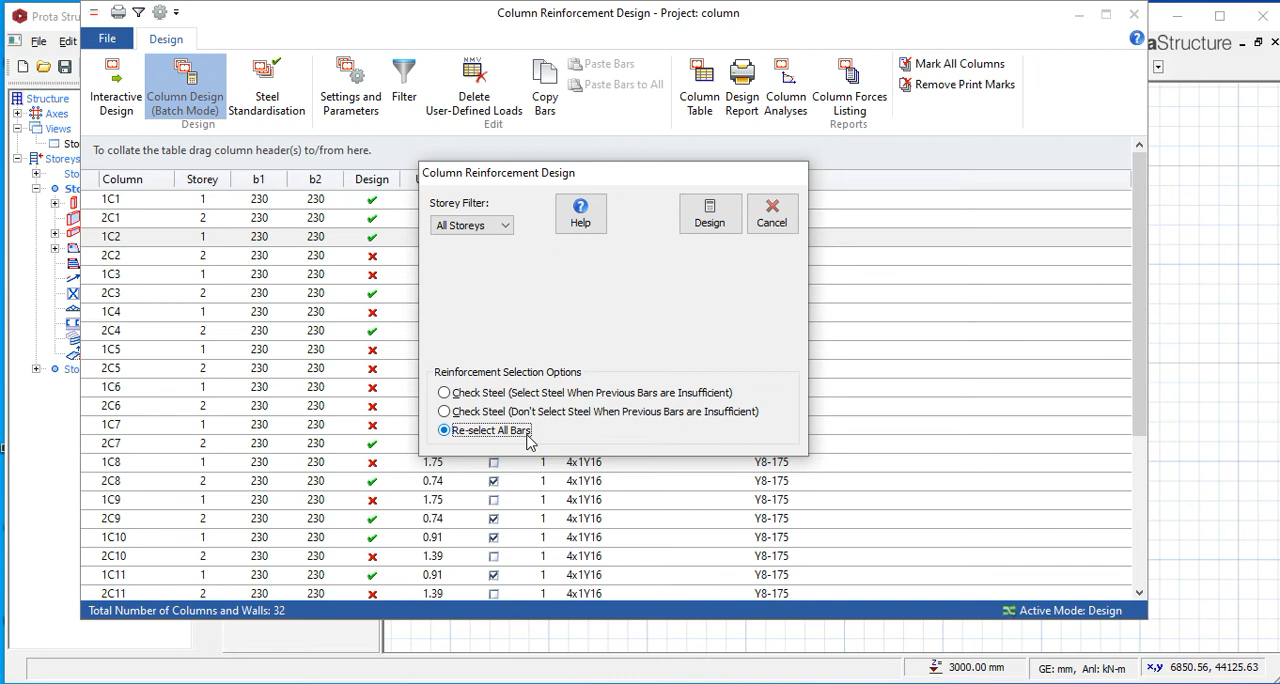 Prota Stru
Column Reinforcement Design - Project: column
aStructure
File
Edit
File
Design
Interactive Design
Column Design (Batch Mode)
Steel Standardisation
Settings and Parameters
Filter
Delete User-Defined Loads
Copy Bars
Paste Bars
Paste Bars to All
Column Table
Design Report
Column Analyses
Column Forces Listing
Mark All Columns
Remove Print Marks
Design
Edit
Reports
Structure
Axes
Views
Sto
Storeys
Sto
Sto
Sto
To collate the table drag column header(s) to/from here.
Column Storey b1 b2 Design
1C1 1 230 230
2C1 2 230 230
1C2 1 230 230
2C2 2 230 230
1C3 1 230 230
2C3 2 230 230
1C4 1 230 230
2C4 2 230 230
1C5 1 230 230
2C5 2 230 230
1C6 1 230 230
2C6 2 230 230
1C7 1 230 230
2C7 2 230 230
1C8 1 230 230 1.75 1 4x1Y16 Y8-175
2C8 2 230 230 0.74 1 4x1Y16 Y8-175
1C9 1 230 230 1.75 1 4x1Y16 Y8-175
2C9 2 230 230 0.74 1 4x1Y16 Y8-175
1C10 1 230 230 0.91 1 4x1Y16 Y8-175
2C10 2 230 230 1.39 1 4x1Y16 Y8-175
1C11 1 230 230 0.91 1 4x1Y16 Y8-175
2C11 2 230 230 1.39 1 4x1Y16 Y8-175
Column Reinforcement Design
Storey Filter:
All Storeys
Help
Design
Cancel
Reinforcement Selection Options
Check Steel (Select Steel When Previous Bars are Insufficient)
Check Steel (Don't Select Steel When Previous Bars are Insufficient)
Re-select All Bars
Total Number of Columns and Walls: 32
Active Mode: Design
Z= 3000.00 mm
GE: mm, Anl: kN-m
x,y 6850.56, 44125.63